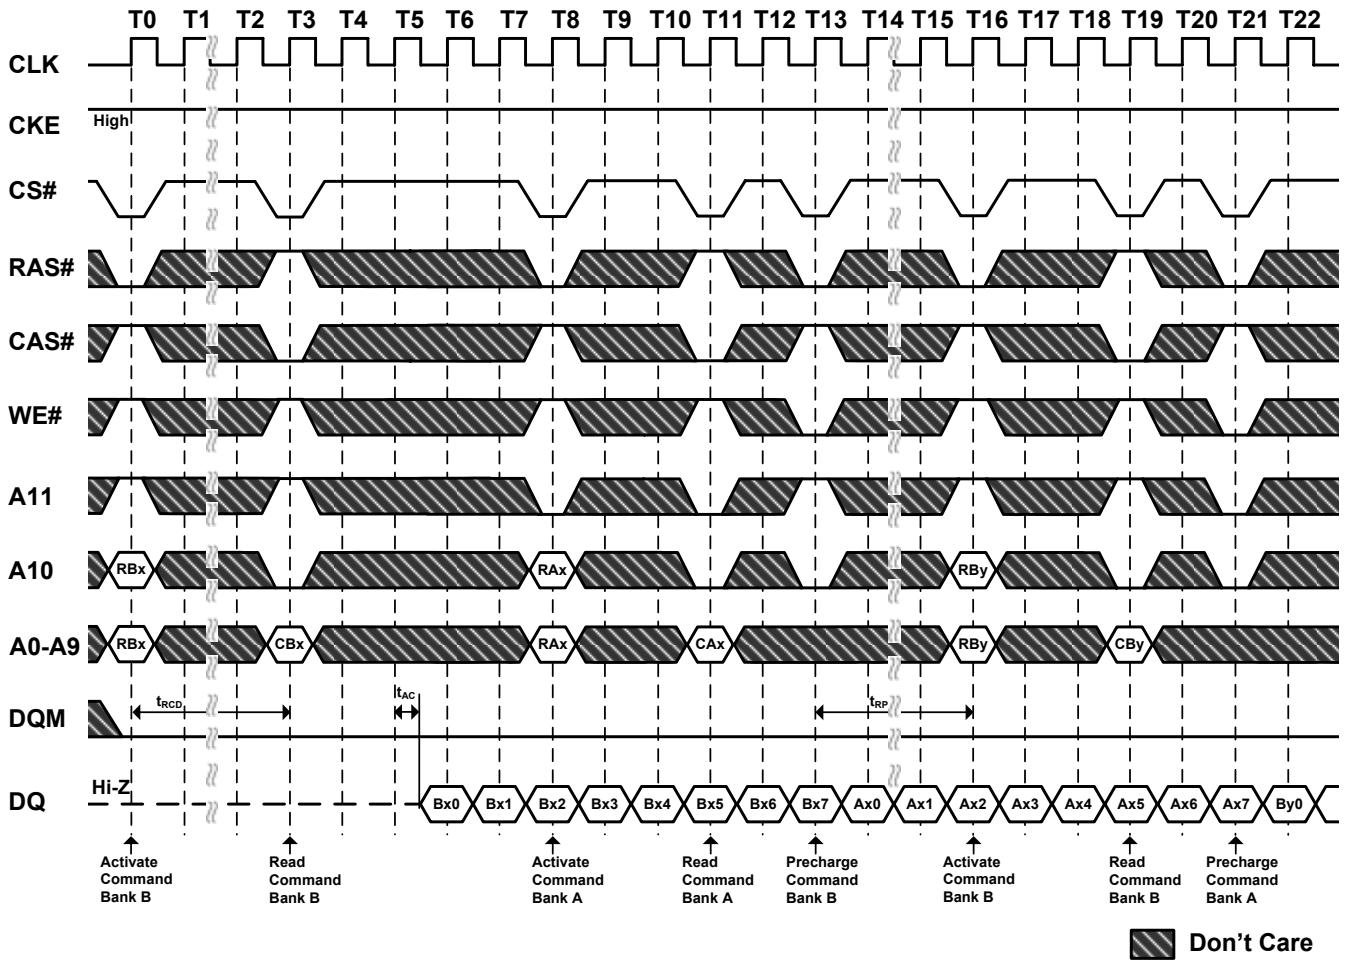 T0 T1 T2 T3 T4 T5 T6 T7 T8 T9 T10 T11 T12 T13 T14 T15 T16 T17 T18 T19 T20 T21 T22
CLK
CKE High
CS#
RAS#
CAS#
WE#
A11
A10 RBx RAx RBy
A0-A9 RBx CBx RAx CAx RBy CBy
DQM tRCD tAC tRP
DQ Hi-Z Bx0 Bx1 Bx2 Bx3 Bx4 Bx5 Bx6 Bx7 Ax0 Ax1 Ax2 Ax3 Ax4 Ax5 Ax6 Ax7 By0
Activate
Command
Bank B
Read
Command
Bank B
Activate
Command
Bank A
Read
Command
Bank A
Precharge
Command
Bank B
Activate
Command
Bank B
Read
Command
Bank B
Precharge
Command
Bank A
Don't Care